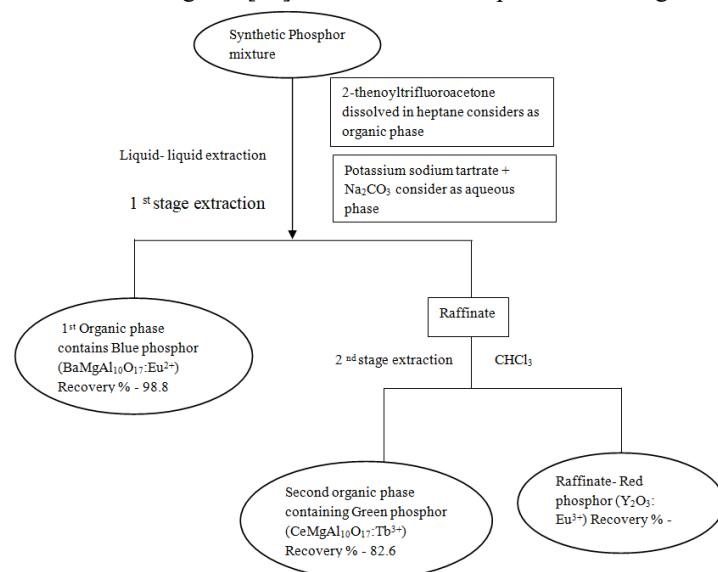 Synthetic Phosphor
mixture
2-thenoyltrifluoroacetone
dissolved in heptane considers as
organic phase
Liquid- liquid extraction
Potassium sodium tartrate +
Na₂CO₃ consider as aqueous
phase
1 ˢᵗ stage extraction
1ˢᵗ Organic phase
contains Blue phosphor
(BaMgAl₁₀O₁₇:Eu²⁺)
Recovery % - 98.8
Raffinate
2 ⁿᵈ stage extraction
CHCl₃
Second organic phase
containing Green phosphor
(CeMgAl₁₀O₁₇:Tb³⁺)
Recovery % - 82.6
Raffinate- Red
phosphor (Y₂O₃:
Eu³⁺) Recovery % -